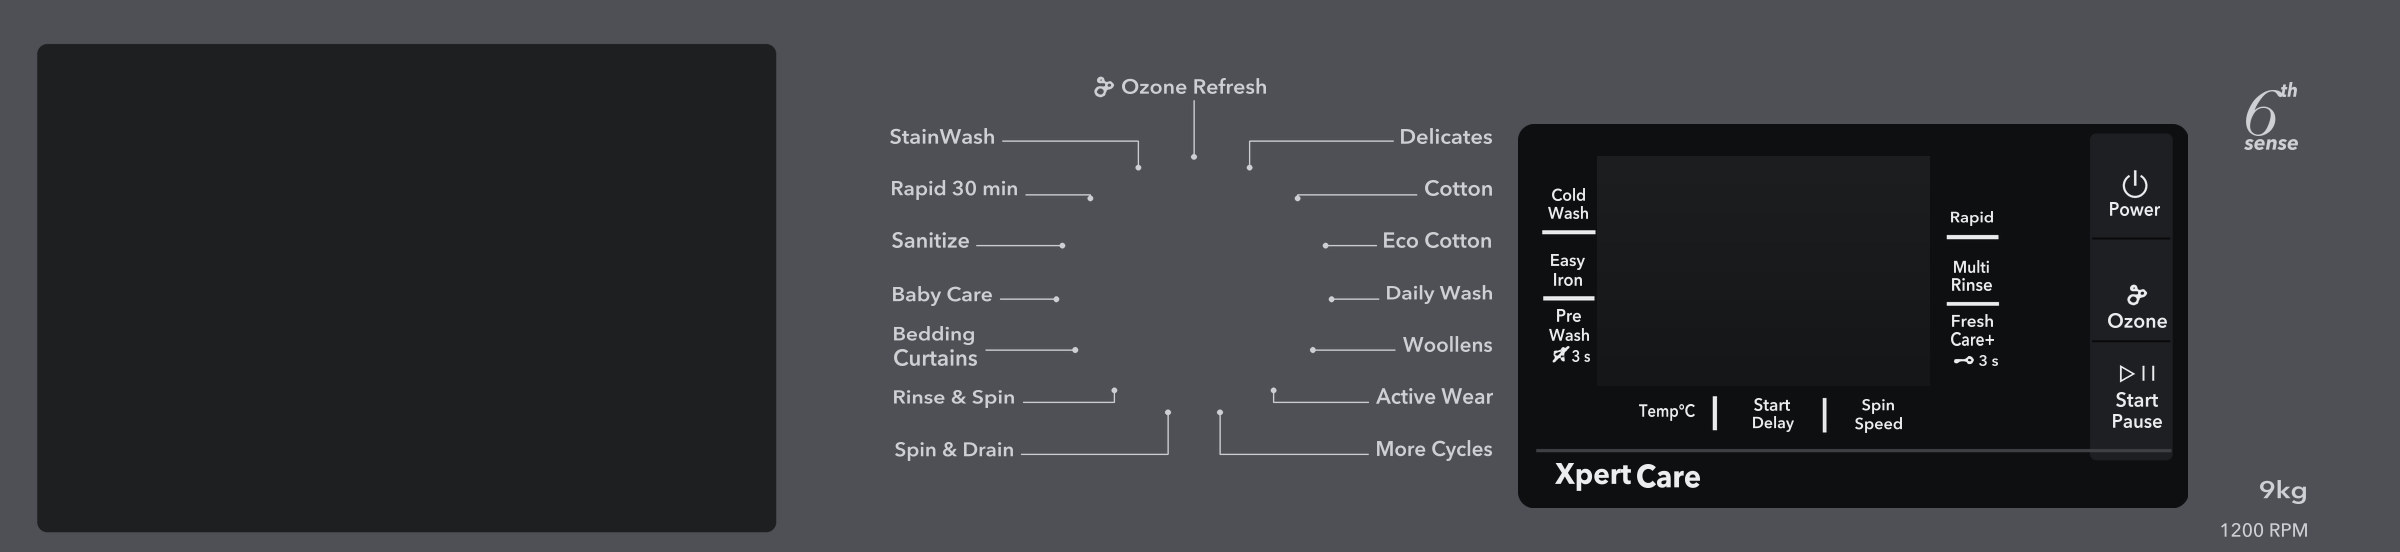 Ozone Refresh
StainWash
Rapid 30 min
Sanitize
Baby Care
Bedding
Curtains
Rinse & Spin
Spin & Drain
Delicates
Cotton
Eco Cotton
Daily Wash
Woollens
Active Wear
More Cycles
Cold
Wash
Easy
Iron
Pre
Wash
3 s
Rapid
Multi
Rinse
Fresh
Care+
3 s
Temp°C
Start
Delay
Spin
Speed
Power
Ozone
Start
Pause
Xpert Care
6th
sense
9kg
1200 RPM